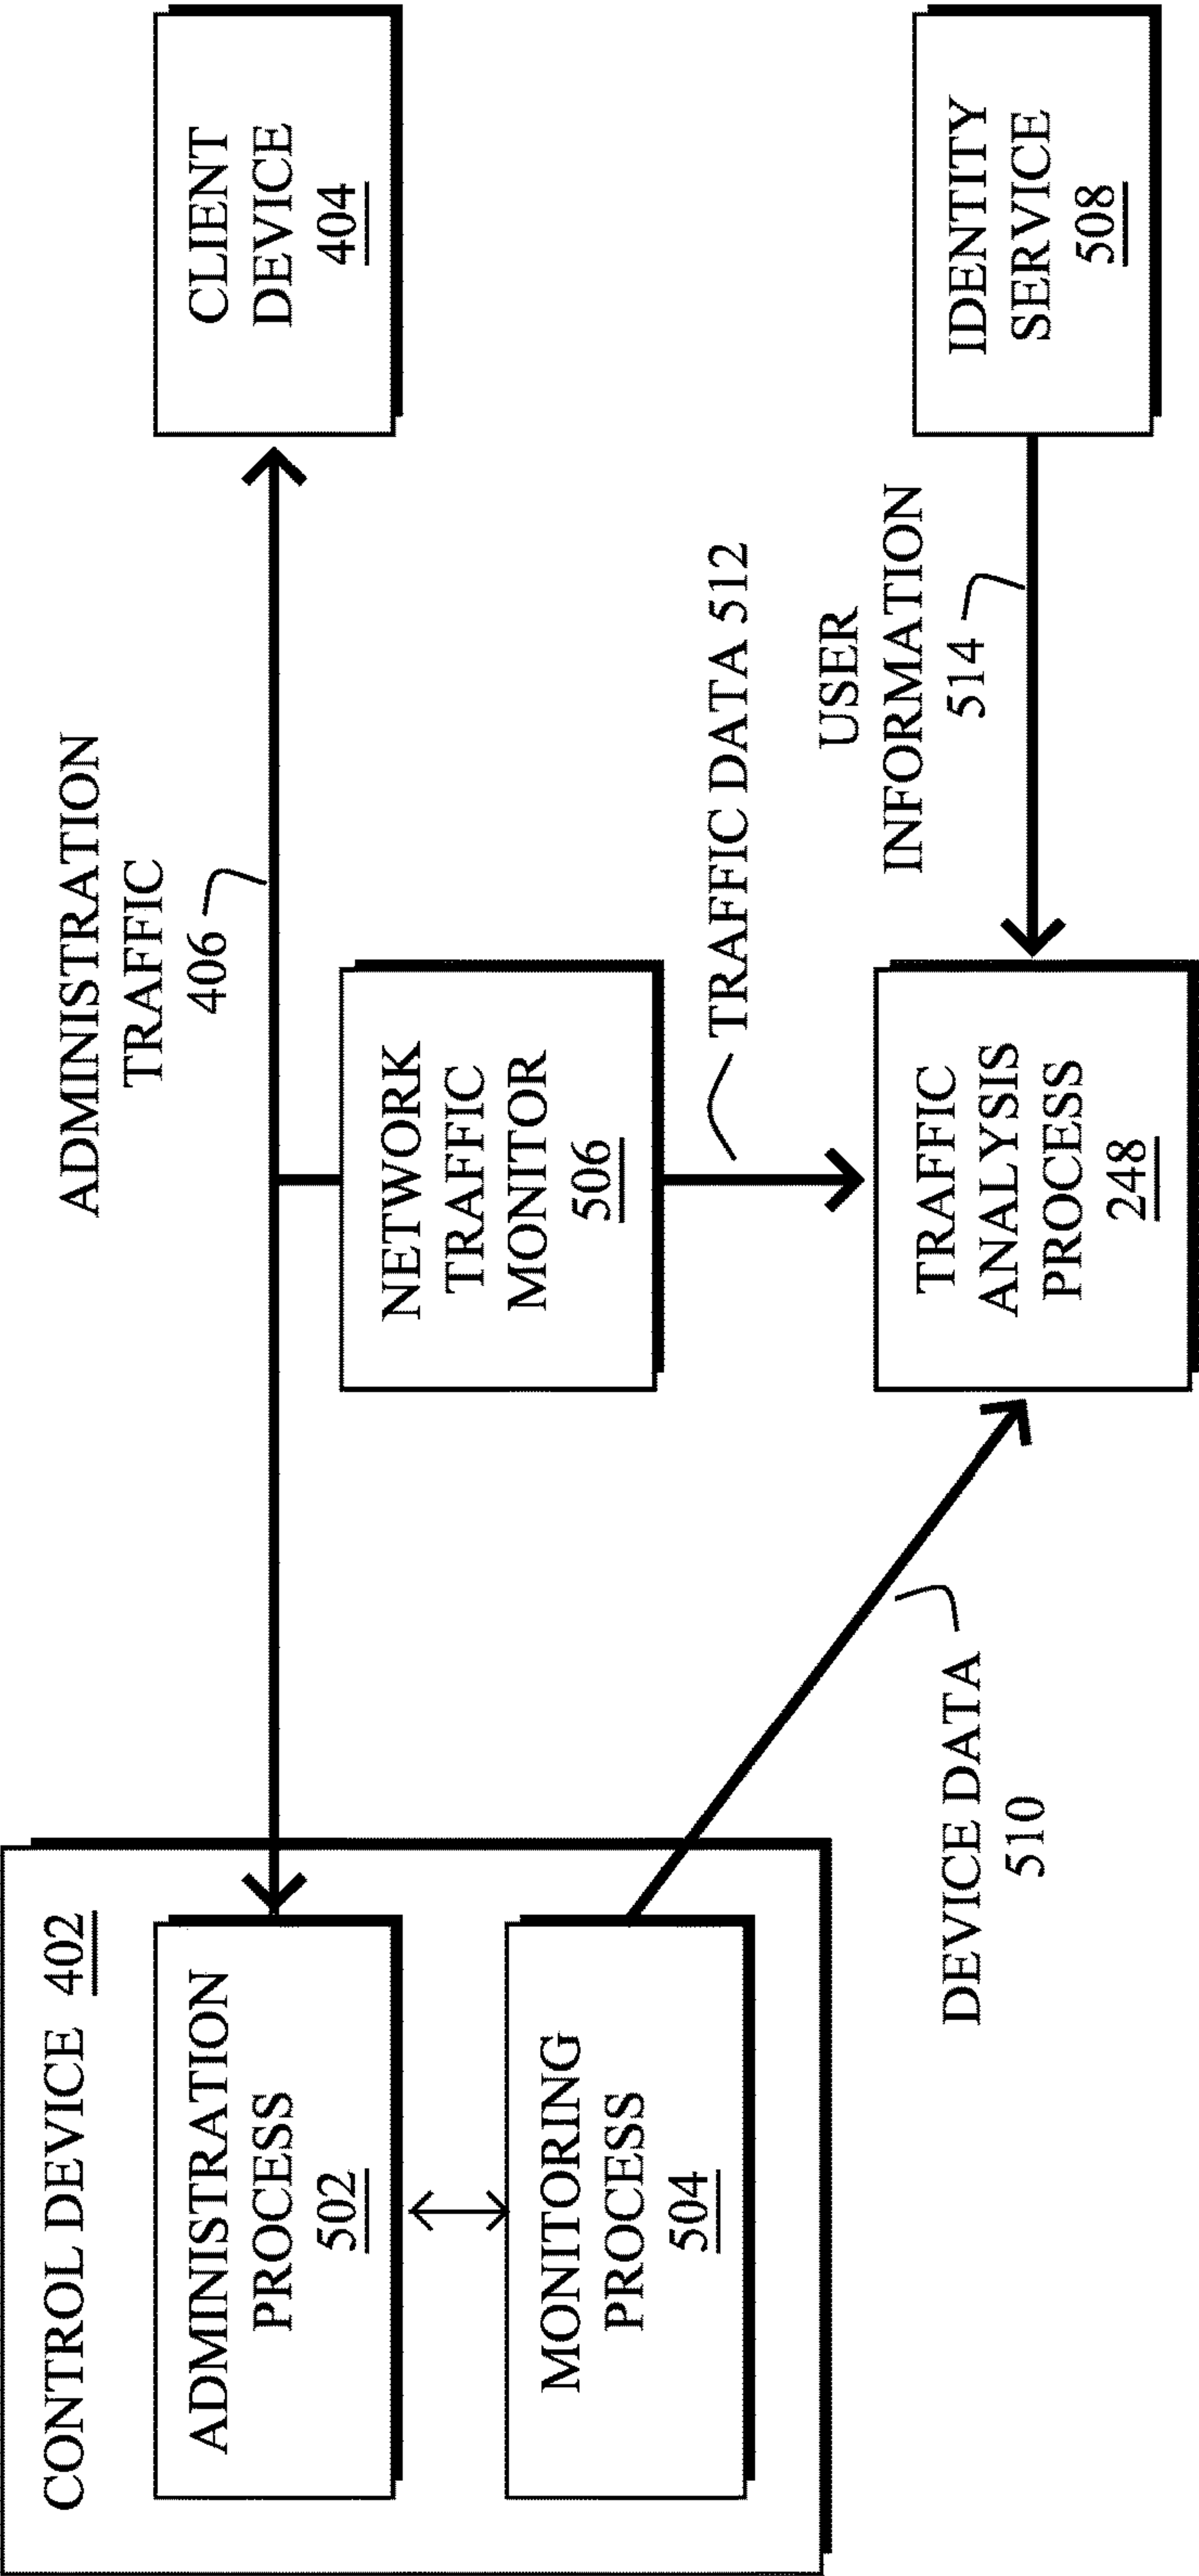 CONTROL DEVICE 402
ADMINISTRATION
PROCESS
502
MONITORING
PROCESS
504
ADMINISTRATION
TRAFFIC
406
CLIENT
DEVICE
404
NETWORK
TRAFFIC
MONITOR
506
TRAFFIC DATA 512
USER
INFORMATION
514
IDENTITY
SERVICE
508
TRAFFIC
ANALYSIS
PROCESS
248
DEVICE DATA
510